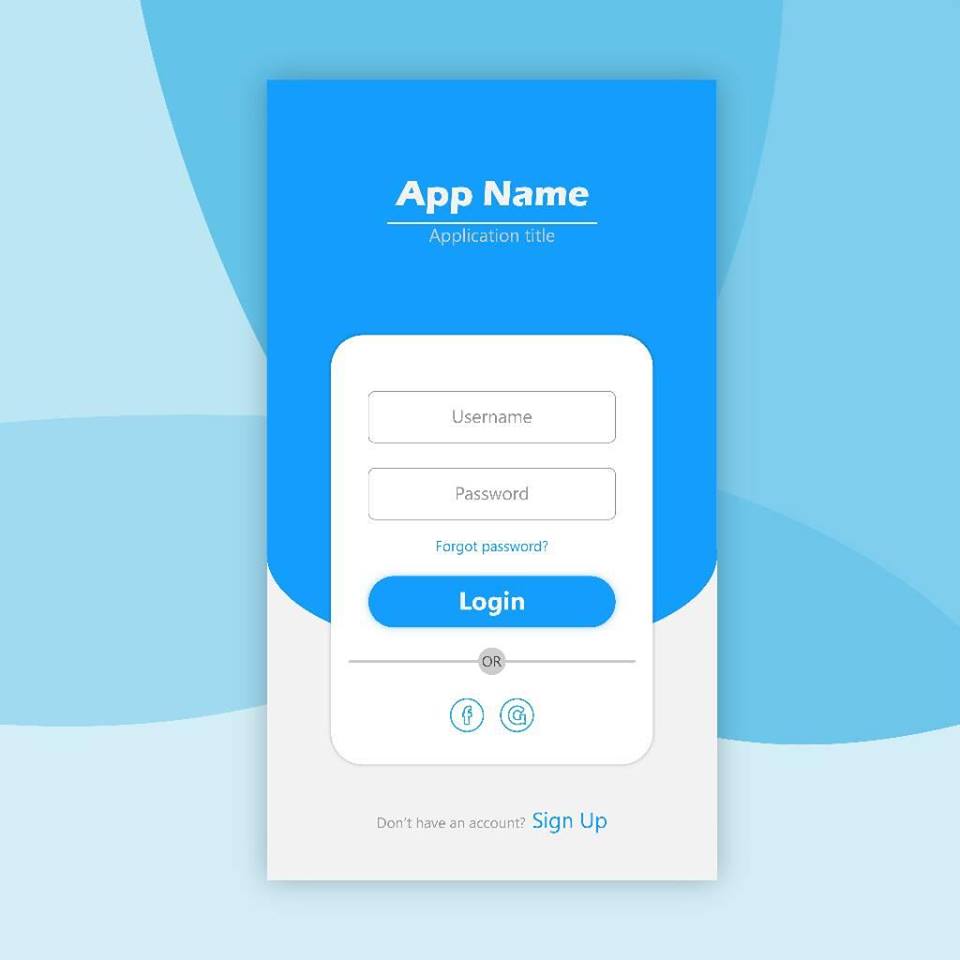 App Name
Application title
Username
Password
Forgot password?
Login
OR
f G
Don't have an account? Sign Up